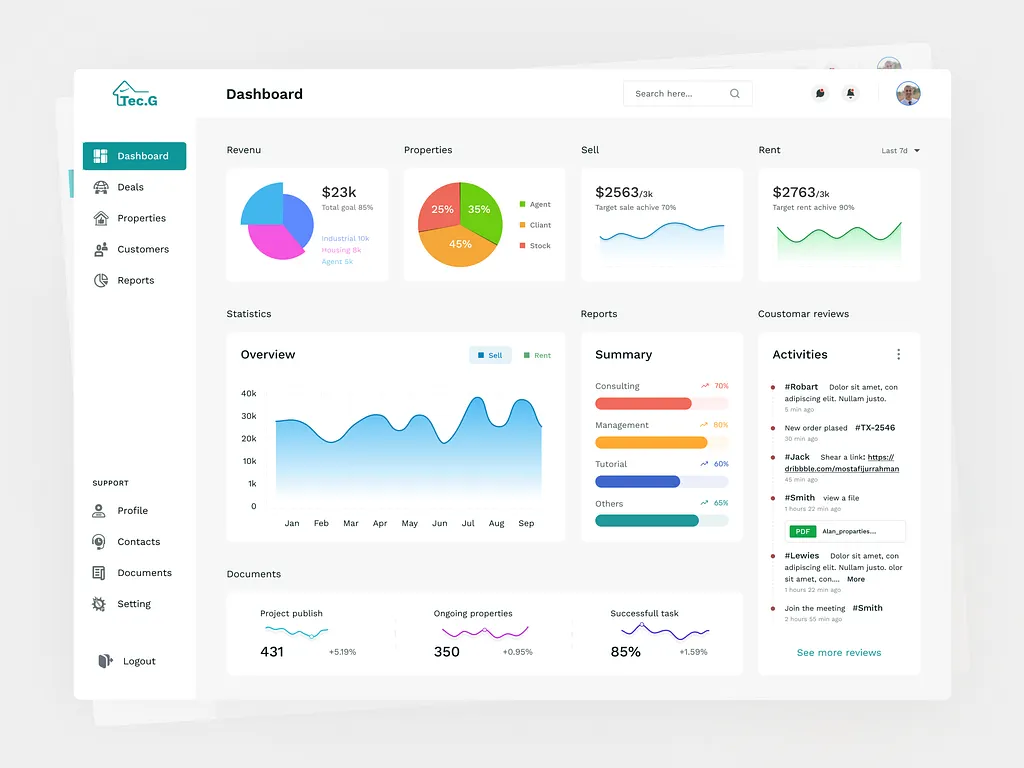 Tec.G
Dashboard
Search here...
Dashboard
Deals
Properties
Customers
Reports
SUPPORT
Profile
Contacts
Documents
Setting
Logout
Revenu
$23k
Total goal 85%
Industrial 10k
Housing 8k
Agent 5k
Properties
25%
35%
45%
Agent
Client
Stock
Sell
$2563/3k
Target sale achive 70%
Rent
Last 7d
$2763/3k
Target rent achive 90%
Statistics
Overview
Sell
Rent
40k
30k
20k
10k
1k
0
Jan Feb Mar Apr May Jun Jul Aug Sep
Reports
Summary
Consulting 70%
Management 80%
Tutorial 60%
Others 65%
Coustomar reviews
Activities
#Robart Dolor sit amet, con
adipiscing elit. Nullam justo.
5 min ago
New order plased #TX-2546
30 min ago
#Jack Shear a link: https://
dribbble.com/mostafijurrahman
45 min ago
#Smith view a file
1 hours 22 min ago
PDF Alan_proparties...
#Lewies Dolor sit amet, con
adipiscing elit. Nullam justo. olor
sit amet, con.... More
1 hours 22 min ago
Join the meeting #Smith
2 hours 55 min ago
See more reviews
Documents
Project publish
431 +5.19%
Ongoing properties
350 +0.95%
Successfull task
85% +1.59%